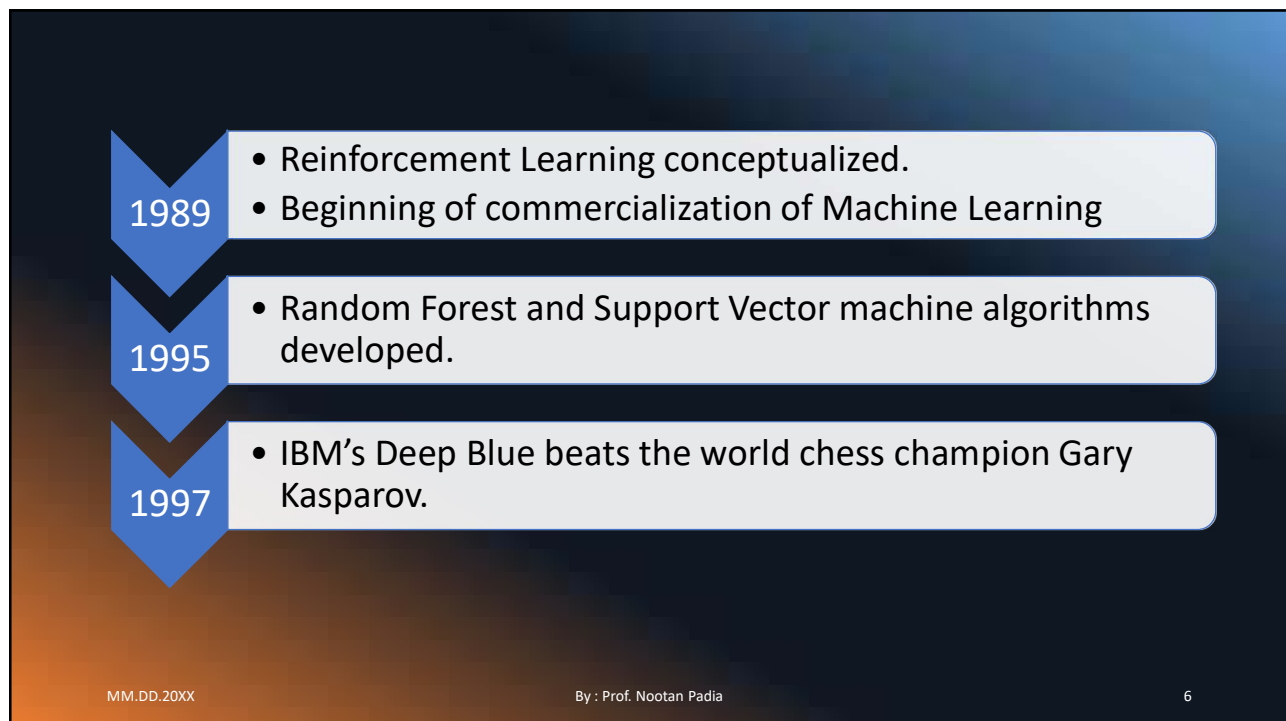 1989
• Reinforcement Learning conceptualized.
• Beginning of commercialization of Machine Learning
1995
• Random Forest and Support Vector machine algorithms
developed.
1997
• IBM’s Deep Blue beats the world chess champion Gary
Kasparov.
MM.DD.20XX
By : Prof. Nootan Padia
6